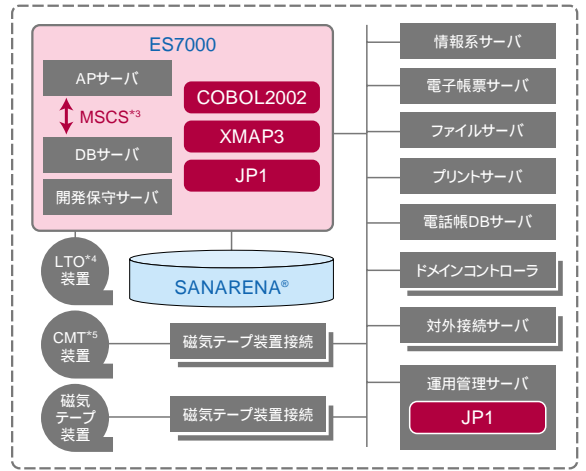 ES7000
APサーバ
MSCS*3
DBサーバ
開発保守サーバ
COBOL2002
XMAP3
JP1
LTO*4
装置
SANARENA®
CMT*5
装置
磁気テープ装置接続
磁気
テープ
装置
磁気テープ装置接続
情報系サーバ
電子帳票サーバ
ファイルサーバ
プリントサーバ
電話帳DBサーバ
ドメインコントローラ
対外接続サーバ
運用管理サーバ
JP1